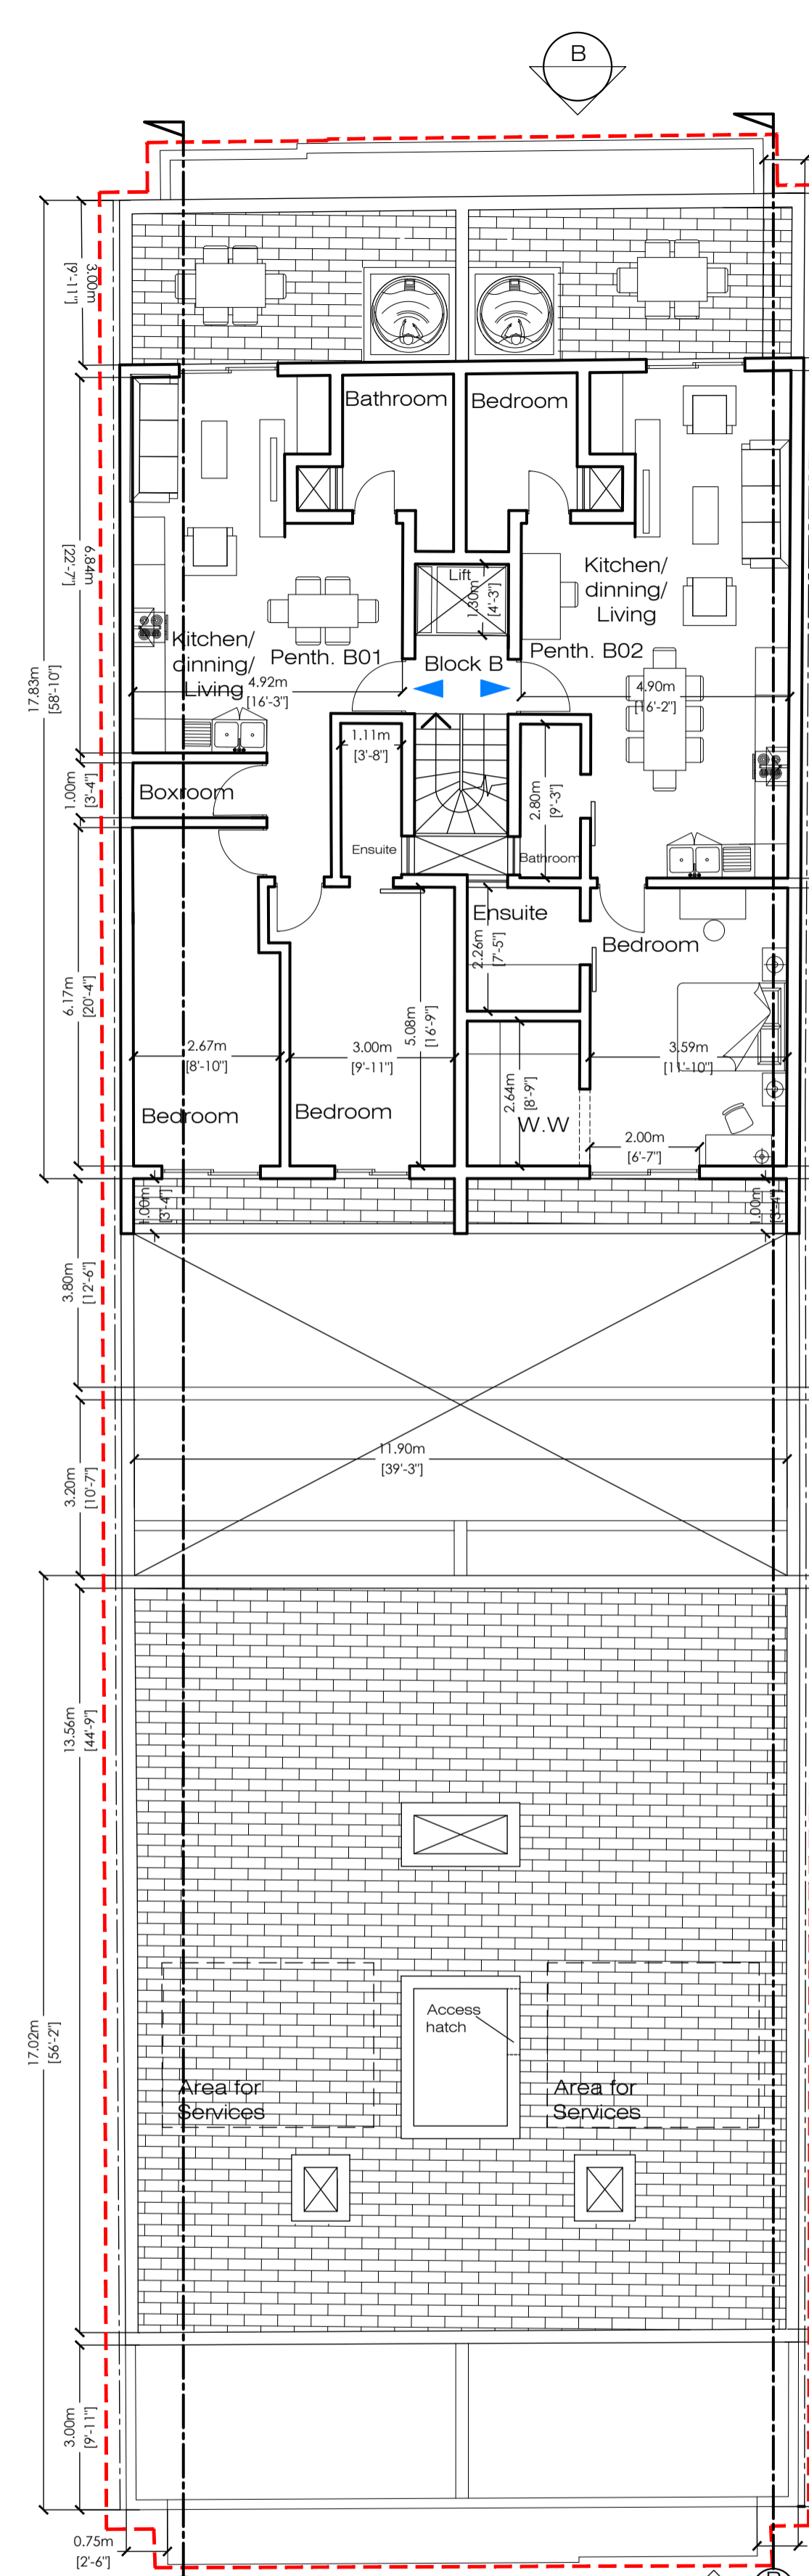 B
3.00m
[9'-11"]
Bathroom
Bedroom
6.84m
[22'-7"]
Kitchen/
dinning/
Living
Lift
1.30m
[4'-3"]
Kitchen/
dinning/
Living
Penth. B01
Block B
Penth. B02
4.92m
[16'-3"]
4.90m
[16'-2"]
17.83m
[58'-10"]
1.11m
[3'-8"]
1.00m
[3'-4"]
Boxroom
2.80m
[9'-3"]
Ensuite
Bathroom
Ensuite
2.26m
[7'-5"]
Bedroom
6.17m
[20'-4"]
5.08m
[16'-9"]
2.67m
[8'-10"]
3.00m
[9'-11"]
3.59m
[11'-10"]
2.64m
[8'-9"]
Bedroom
Bedroom
W.W
2.00m
[6'-7"]
1.00m
[3'-4"]
1.00m
[3'-4"]
3.80m
[12'-6"]
11.90m
[39'-3"]
3.20m
[10'-7"]
13.56m
[44'-9"]
17.02m
[56'-2"]
Access
hatch
Area for
Services
Area for
Services
3.00m
[9'-11"]
0.75m
[2'-6"]